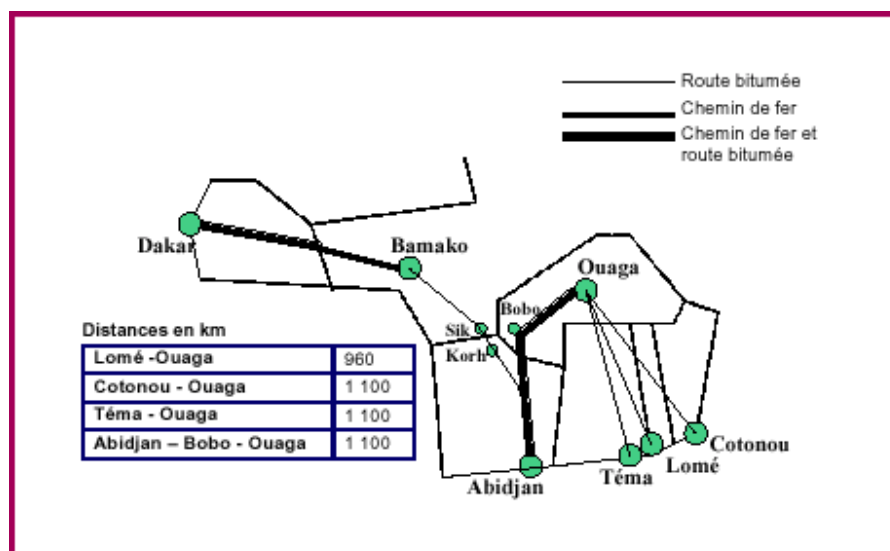 Route bitumée
Chemin de fer
Chemin de fer et
route bitumée
Dakar
Bamako
Ouaga
Bobo
Sik
Korh
Distances en km
Lomé -Ouaga 960
Cotonou - Ouaga 1 100
Téma - Ouaga 1 100
Abidjan – Bobo - Ouaga 1 100
Cotonou
Lomé
Téma
Abidjan